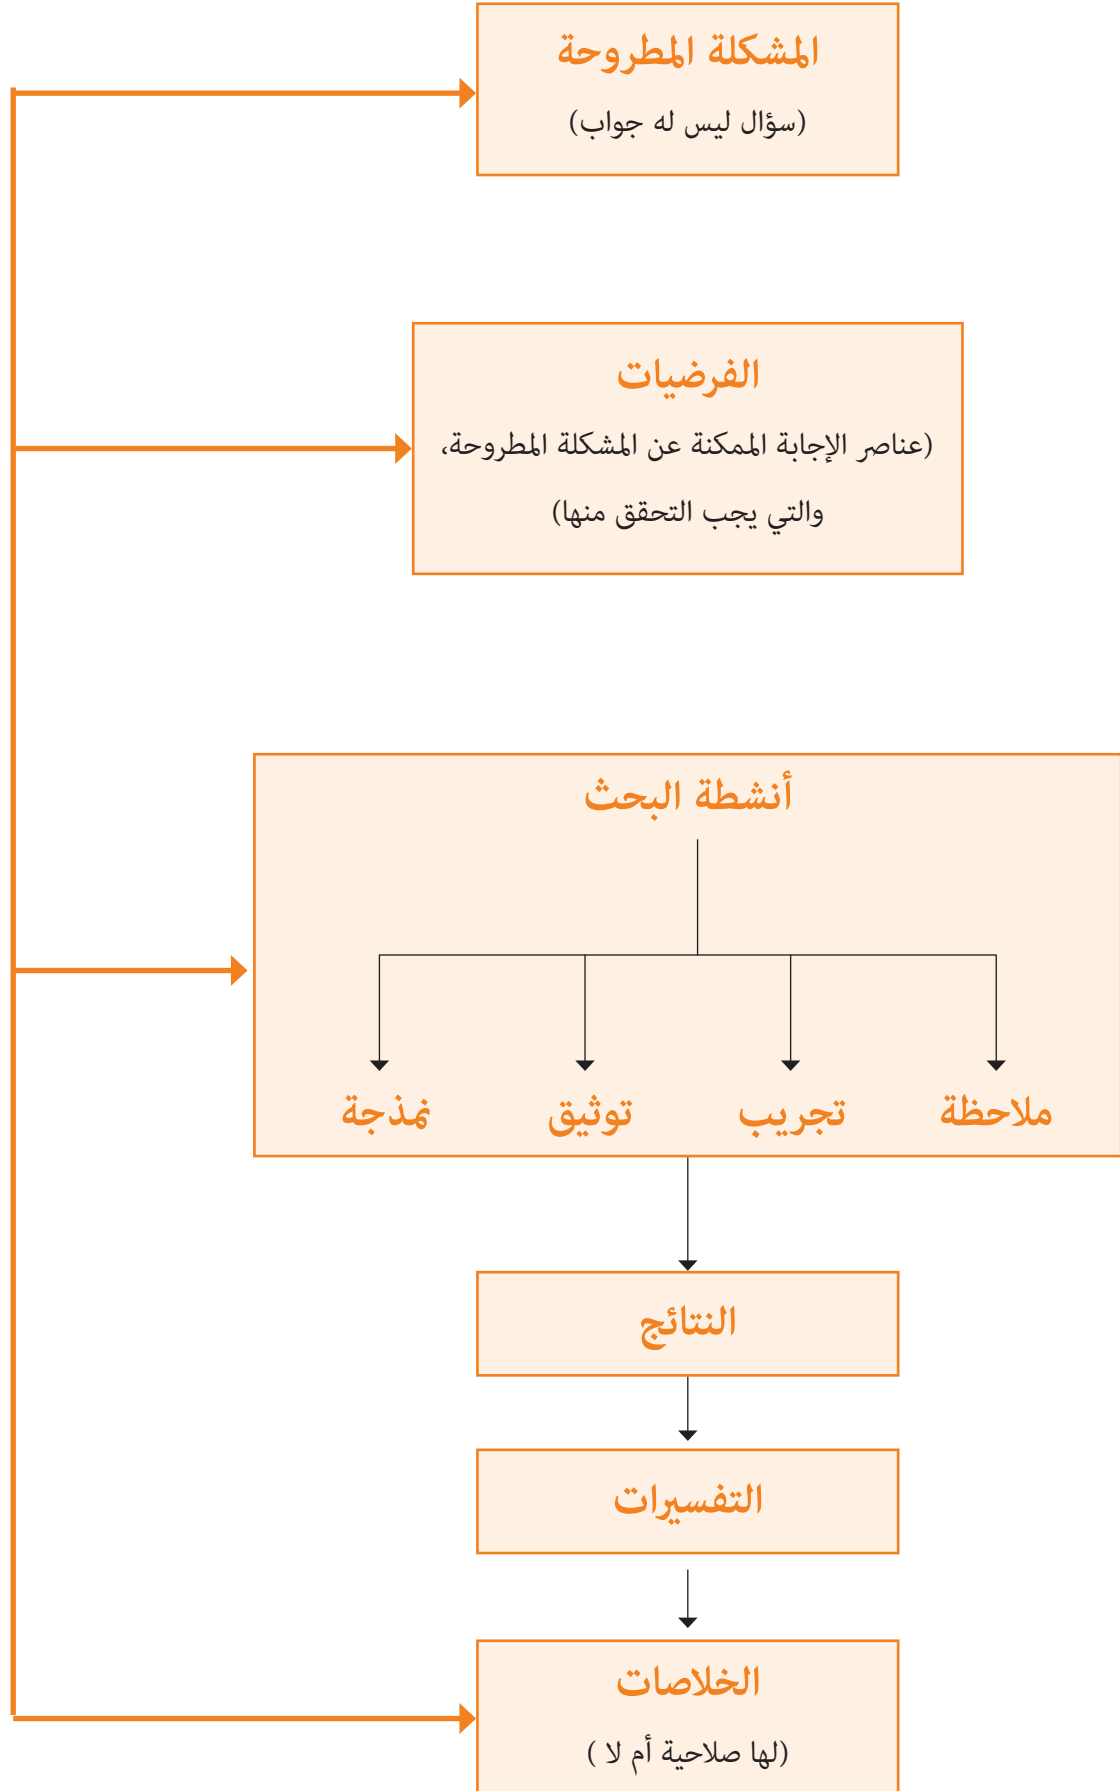 المشكلة المطروحة
(سؤال ليس له جواب)
الفرضيات
(عناصر الإجابة الممكنة عن المشكلة المطروحة،
والتي يجب التحقق منها)
أنشطة البحث
ملاحظة
تجريب
توثيق
نمذجة
النتائج
التفسيرات
الخلاصات
(لها صلاحية أم لا )